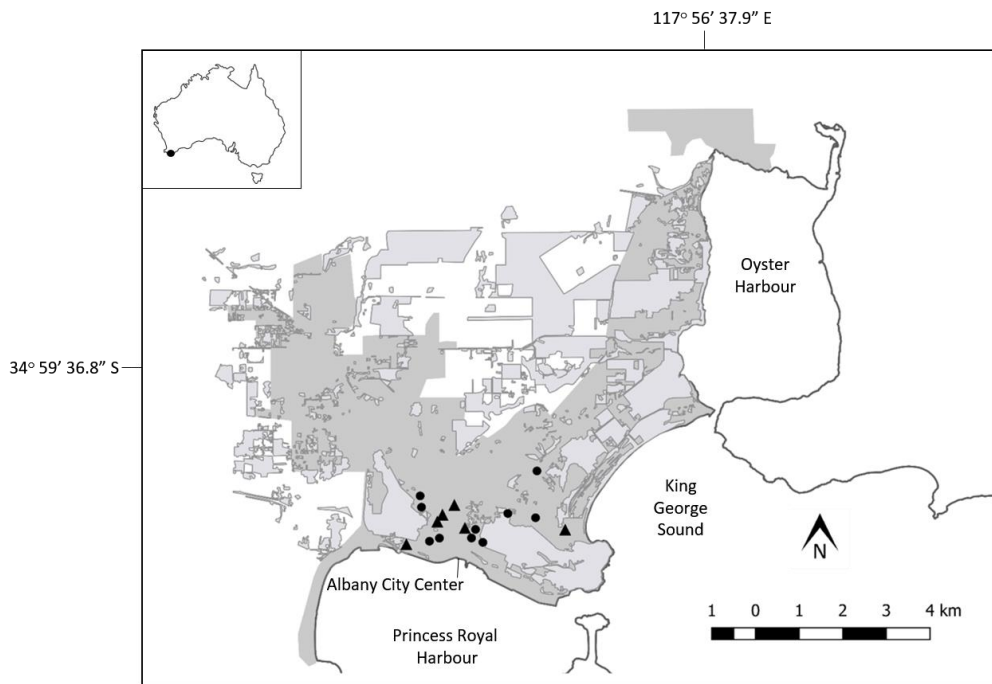 117° 56’ 37.9” E
34° 59’ 36.8” S
Oyster
Harbour
King
George
Sound
N
Albany City Center
Princess Royal
Harbour
1 0 1 2 3 4 km